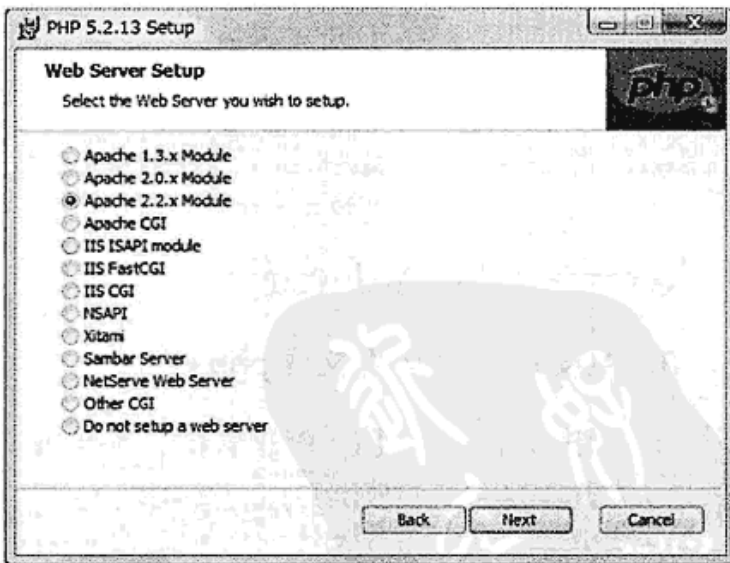 PHP 5.2.13 Setup
Web Server Setup
Select the Web Server you wish to setup.
php
Apache 1.3.x Module
Apache 2.0.x Module
Apache 2.2.x Module
Apache CGI
IIS ISAPI module
IIS FastCGI
IIS CGI
NSAPI
Xitami
Sambar Server
NetServe Web Server
Other CGI
Do not setup a web server
Back
Next
Cancel